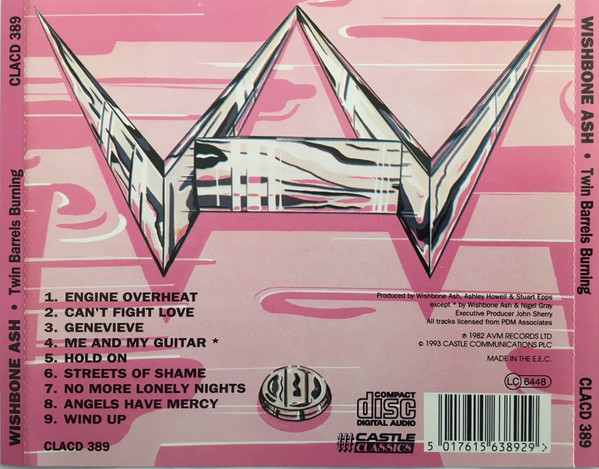 CLACD 389
Twin Barrels Burning
WISHBONE ASH •
WISHBONE ASH • Twin Barrels Burning
CLACD 389
1. ENGINE OVERHEAT
2. CAN'T FIGHT LOVE
3. GENEVIEVE
4. ME AND MY GUITAR *
5. HOLD ON
6. STREETS OF SHAME
7. NO MORE LONELY NIGHTS
8. ANGELS HAVE MERCY
9. WIND UP
CLACD 389
Produced by Wishbone Ash, Ashley Howell & Stuart Epps
except * by Wishbone Ash & Nigel Gray
Executive Producer John Sherry
All tracks licensed from PDM Associates
℗ 1982 AVM RECORDS LTD
© 1993 CASTLE COMMUNICATIONS PLC
MADE IN THE E.E.C.
LC 6448
COMPACT
disc
DIGITAL AUDIO
CASTLE
CLASSICS
5 017615 638929 >